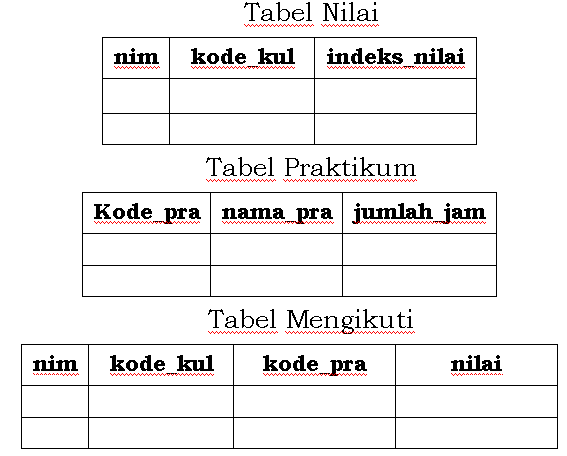 Tabel Nilai
nim kode_kul indeks_nilai
Tabel Praktikum
Kode_pra nama_pra jumlah_jam
Tabel Mengikuti
nim kode_kul kode_pra nilai